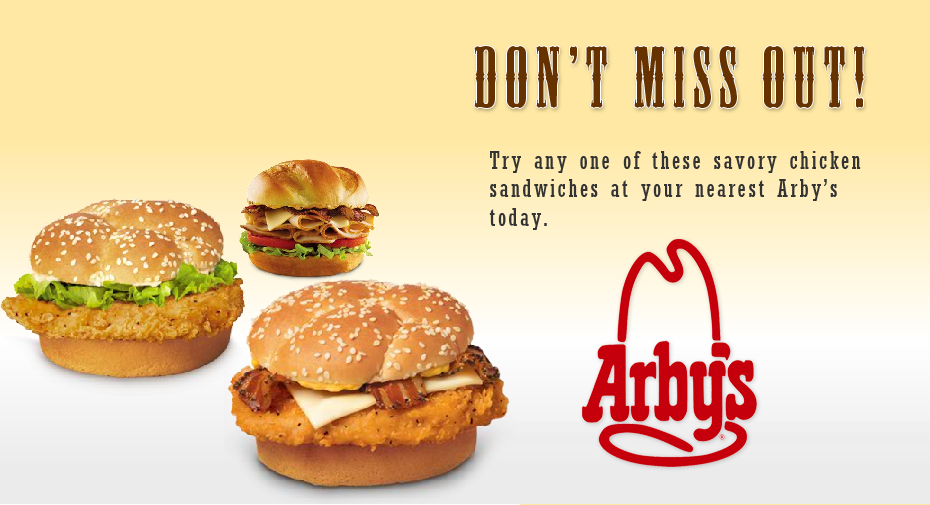 DON'T MISS OUT!
Try any one of these savory chicken
sandwiches at your nearest Arby's
today.
Arby's
®